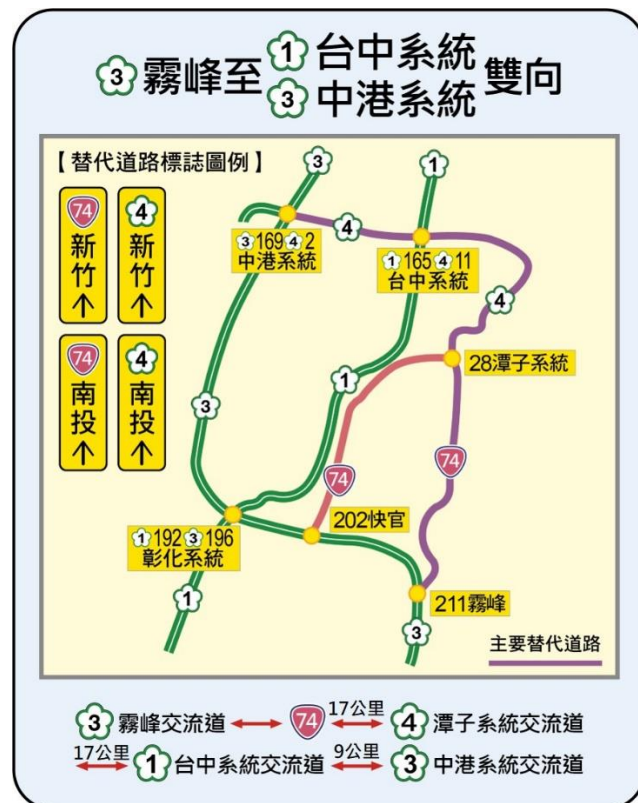 ③霧峰至①台中系統 雙向
③中港系統
【替代道路標誌圖例】
74 新竹↑
4 新竹↑
74 南投↑
4 南投↑
3
1
4
3 169 4 2
中港系統
1 165 4 11
台中系統
4
28潭子系統
1
3
74
74
202快官
1 192 3 196
彰化系統
211霧峰
1
3
主要替代道路
3 霧峰交流道 ↔ 74 17公里 ↔ 4 潭子系統交流道
17公里 ↔ 1 台中系統交流道 9公里 ↔ 3 中港系統交流道